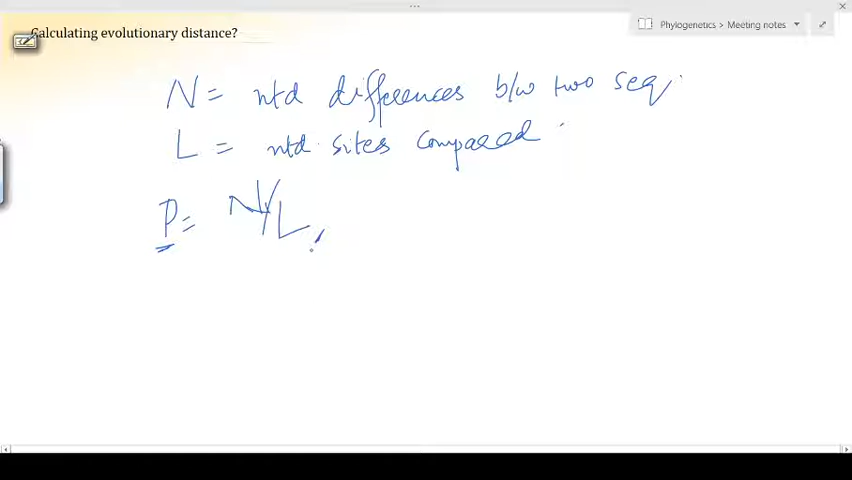 Calculating evolutionary distance?
Phylogenetics > Meeting notes
N = ntd differences b/w two seq.
L = ntd. sites compared
P = N/L